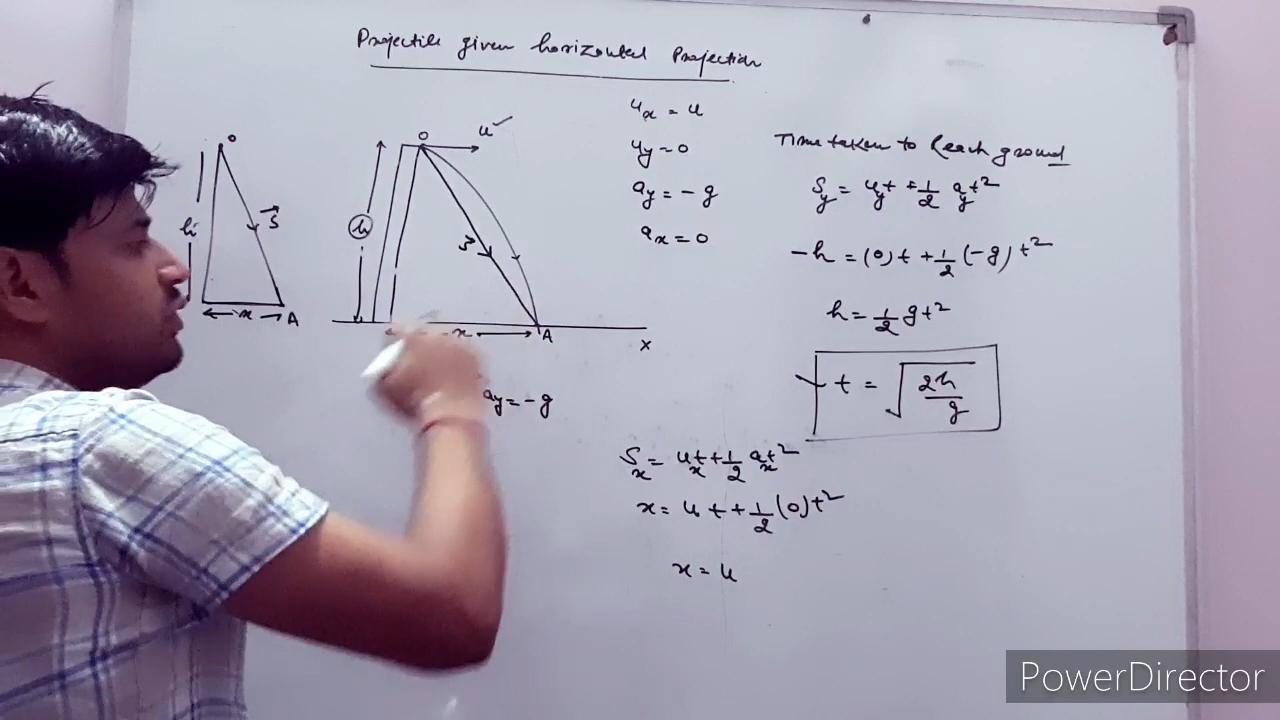 Projectile given horizontal Projection
O
h
S⃗
x
A
O
u
h
S⃗
x
A
X
ay = -g
ux = u
uy = 0
ay = -g
ax = 0
Time taken to Reach ground
Sy = uyt + 1/2 ayt²
-h = (0)t + 1/2 (-g)t²
h = 1/2 gt²
t = √(2h/g)
Sx = uxt + 1/2 axt²
x = u t + 1/2 (0)t²
x = u
PowerDirector